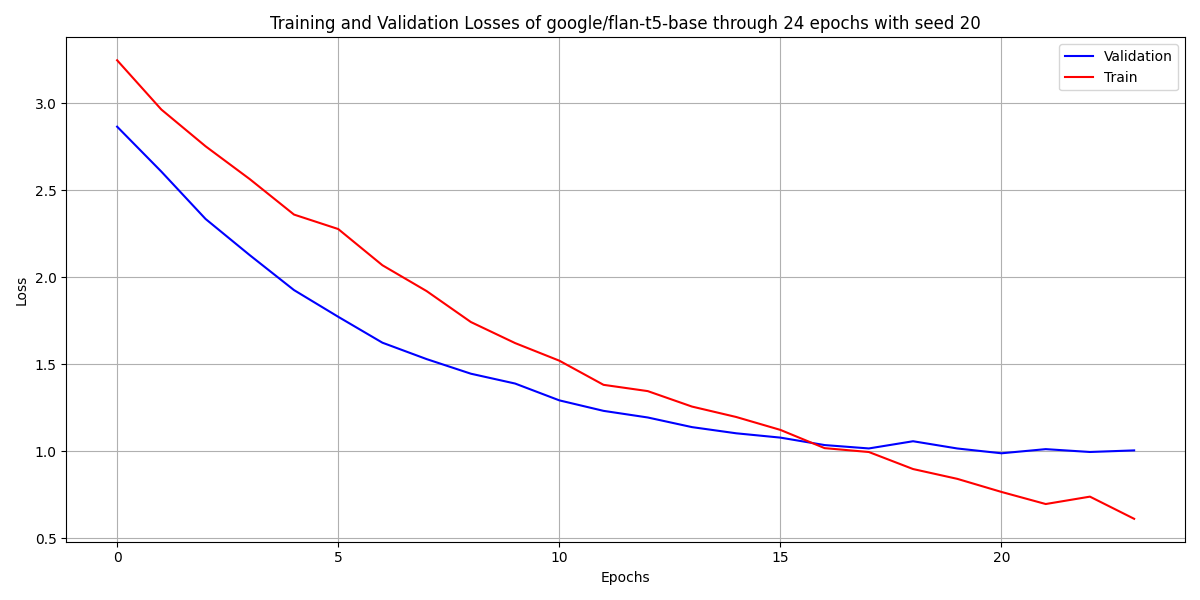 Training and Validation Losses of google/flan-t5-base through 24 epochs with seed 20
Validation
Train
3.0
2.5
2.0
1.5
1.0
0.5
Loss
0
5
10
15
20
Epochs